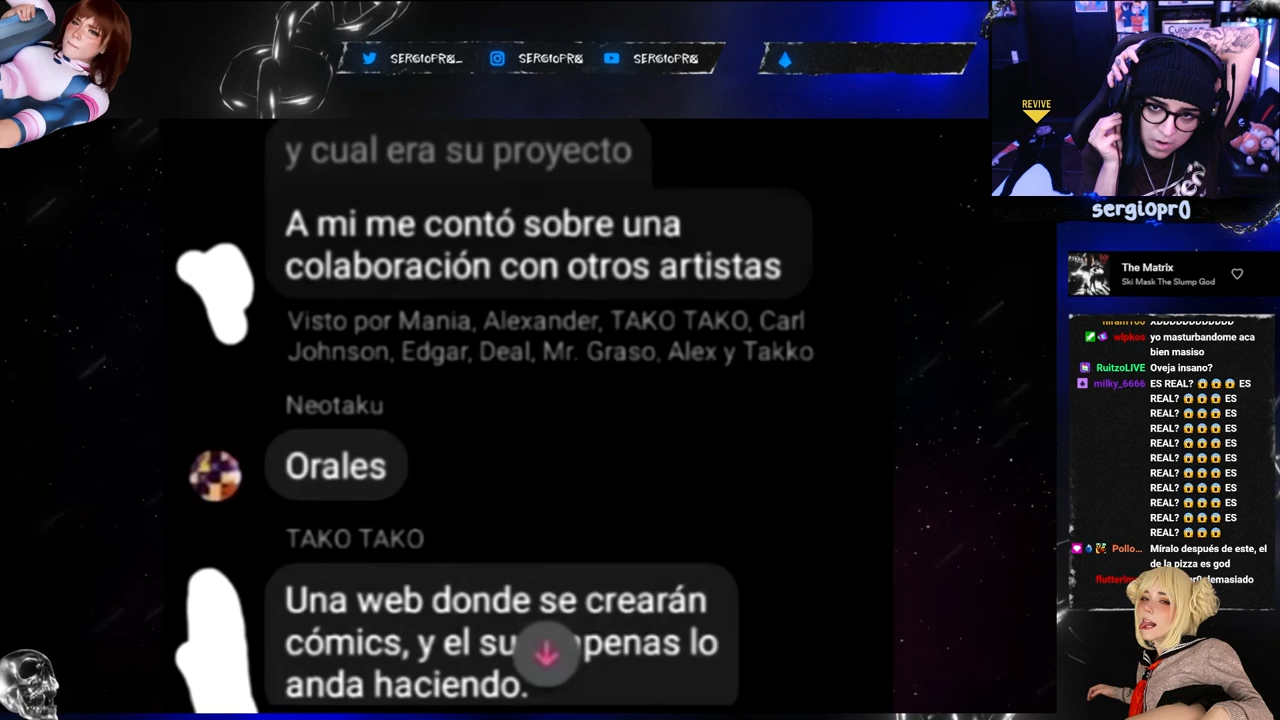 SERGIOPR0_
SERGIOPR0
SERGIOPR0
REVIVE
sergiopr0
y cual era su proyecto
A mi me contó sobre una
colaboración con otros artistas
Visto por Mania, Alexander, TAKO TAKO, Carl
Johnson, Edgar, Deal, Mr. Graso, Alex y Takko
Neotaku
Orales
TAKO TAKO
Una web donde se crearán
cómics, y el su apenas lo
anda haciendo.
The Matrix
Ski Mask The Slump God
XDDDDDDDDDDDD
wipkos yo masturbandome aca
bien masiso
RuitzoLIVE Oveja insano?
milky_6666 ES REAL? 😱 😱 😱 ES
REAL? 😱 😱 😱 ES
REAL? 😱 😱 😱 ES
REAL? 😱 😱 😱 ES
REAL? 😱 😱 😱 ES
REAL? 😱 😱 😱 ES
REAL? 😱 😱 😱 ES
REAL? 😱 😱 😱 ES
REAL? 😱 😱 😱 ES
REAL? 😱 😱 😱 ES
REAL? 😱 😱 😱
Pollo... Míralo después de este, el
de la pizza es god
demasiado